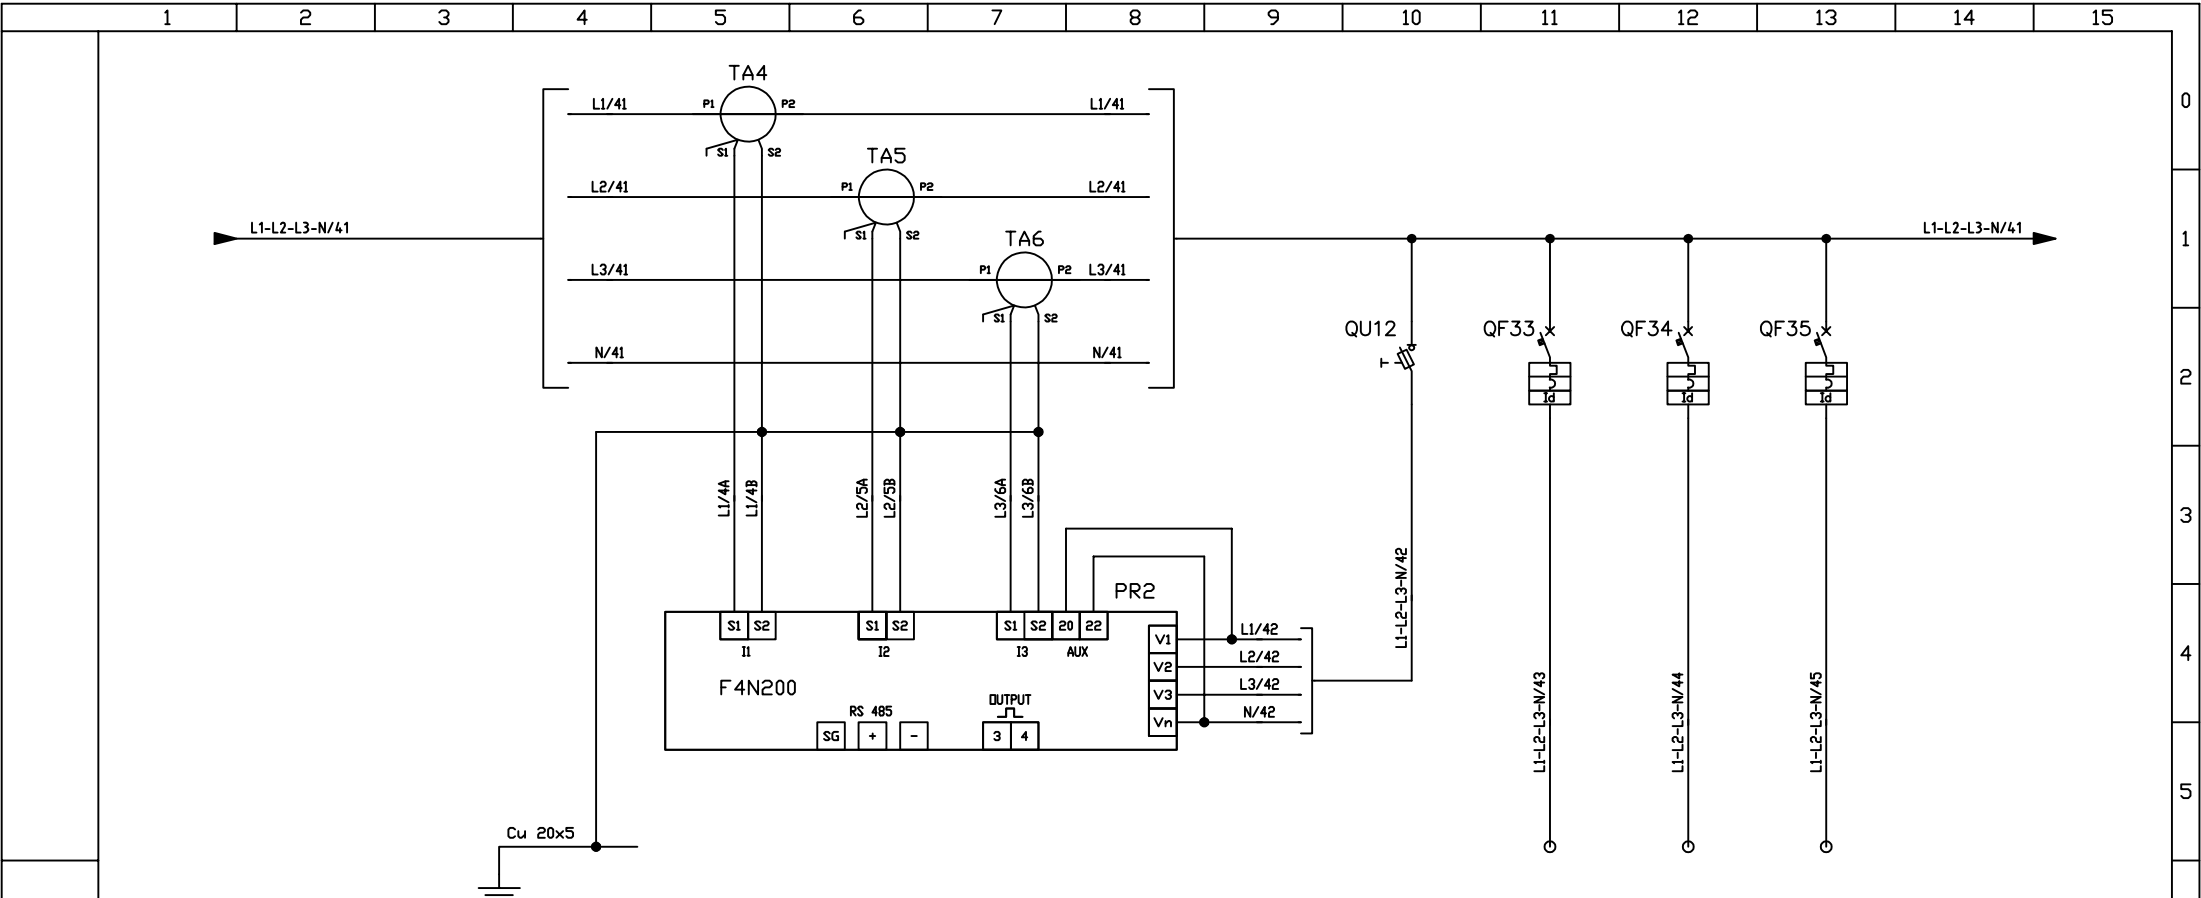 1 2 3 4 5 6 7 8 9 10 11 12 13 14 15
TA4
L1/41 P1 P2 L1/41
0
S1 S2
TA5
L2/41 P1 P2 L2/41
L1-L2-L3-N/41
S1 S2
TA6
L1-L2-L3-N/41
1
L3/41 P1 P2 L3/41
S1 S2
QU12 QF33 QF34 QF35
N/41 N/41
2
Id Id Id
L1/4A L1/4B L2/5A L2/5B L3/6A L3/6B
3
L1-L2-L3-N/42
PR2
S1 S2 S1 S2 S1 S2 20 22
I1 I2 I3 AUX
V1 L1/42
V2 L2/42
V3 L3/42
Vn N/42
4
F4N200
RS 485
OUTPUT
SG + - 3 4
L1-L2-L3-N/43
L1-L2-L3-N/44
L1-L2-L3-N/45
5
Cu 20x5